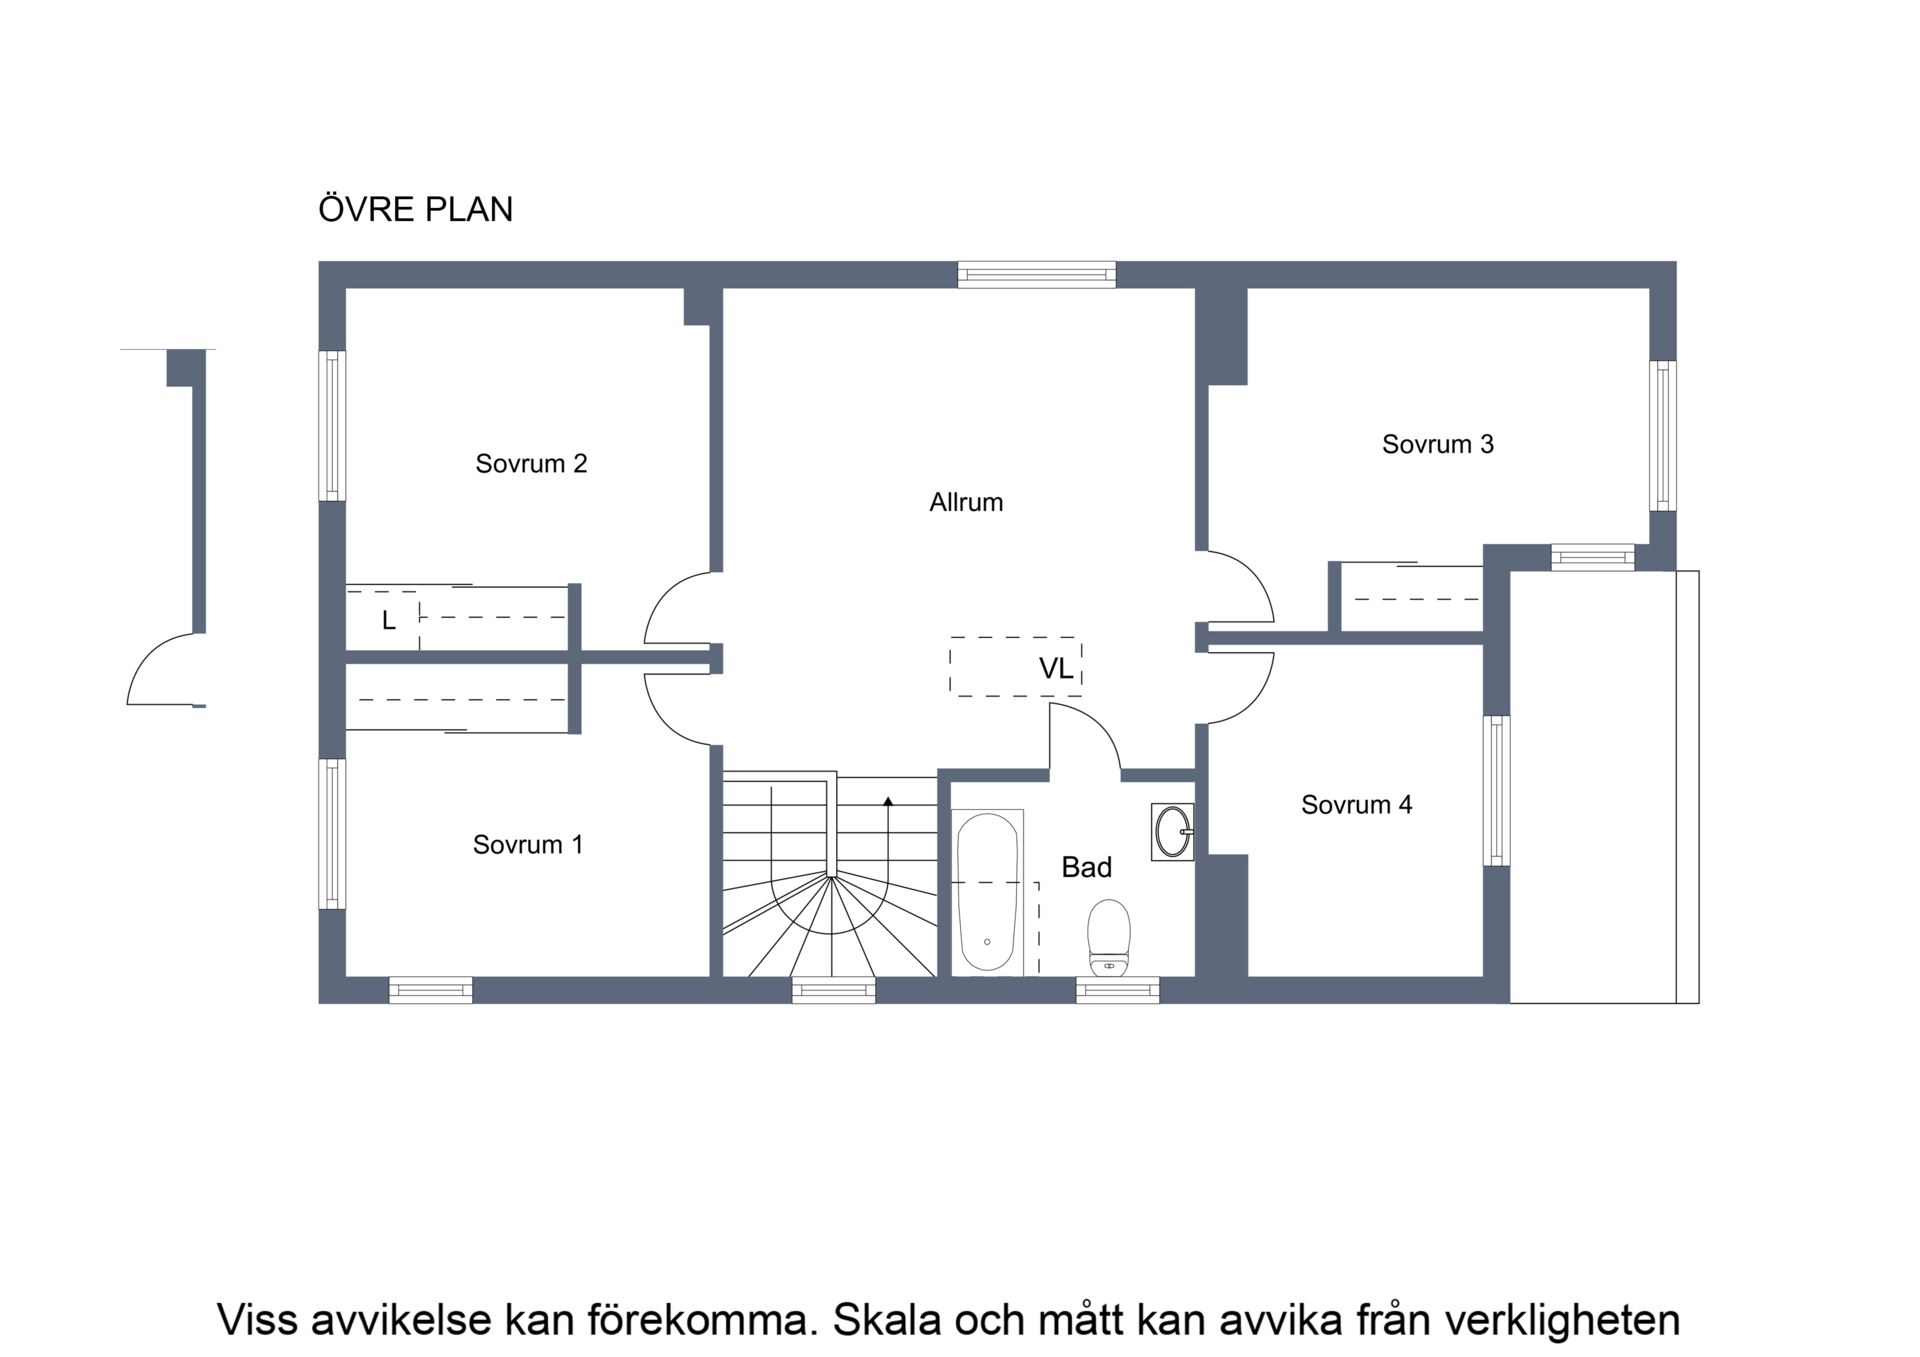 ÖVRE PLAN
Sovrum 3
Sovrum 2
Allrum
L
VL
Sovrum 4
Sovrum 1
Bad
Viss avvikelse kan förekomma. Skala och mått kan avvika från verkligheten